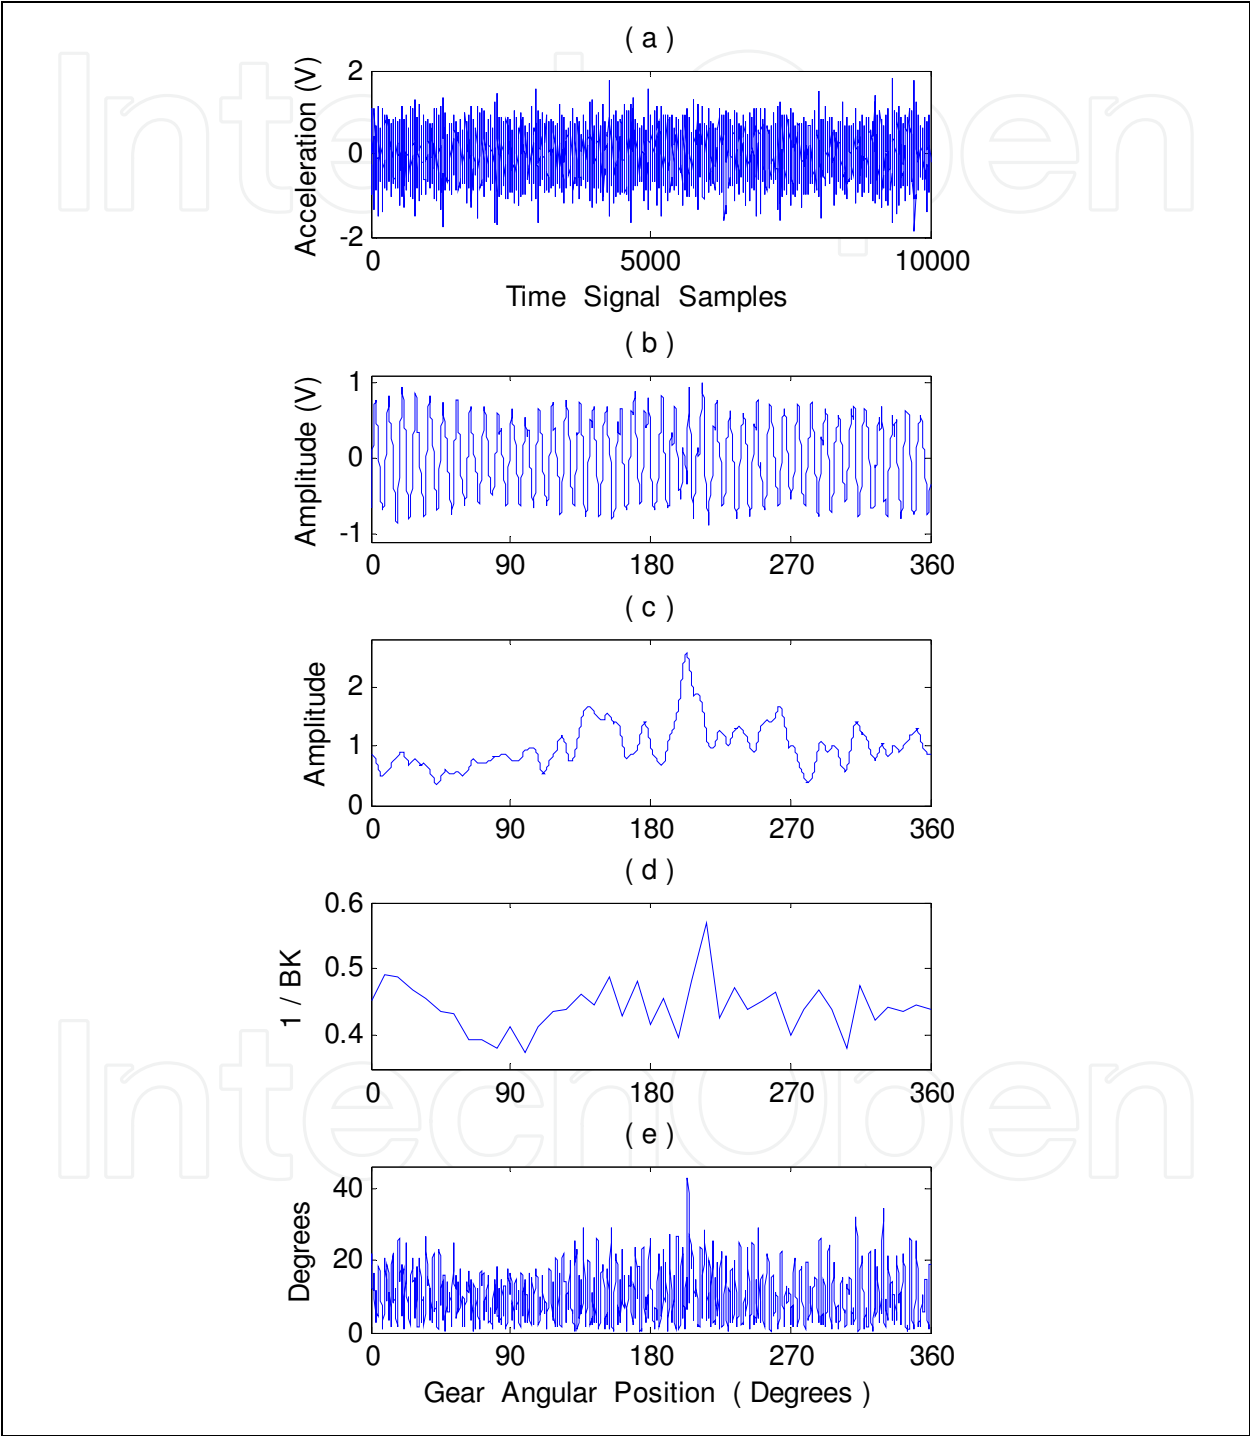 ( a )
Acceleration (V)
2
0
-2
0 5000 10000
Time Signal Samples
( b )
Amplitude (V)
1
0
-1
0 90 180 270 360
( c )
Amplitude
2
1
0
0 90 180 270 360
( d )
1 / BK
0.6
0.5
0.4
0 90 180 270 360
( e )
Degrees
40
20
0
0 90 180 270 360
Gear Angular Position ( Degrees )
IntechOpen
IntechOpen